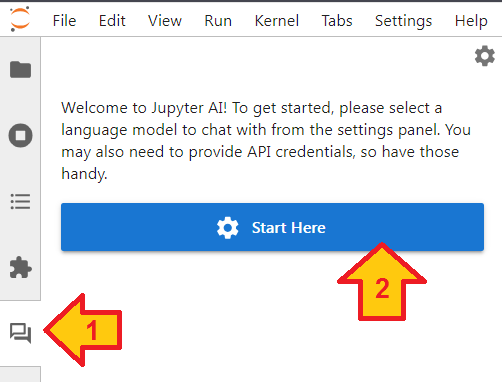 File Edit View Run Kernel Tabs Settings Help
Welcome to Jupyter AI! To get started, please select a
language model to chat with from the settings panel. You
may also need to provide API credentials, so have those
handy.
Start Here
2
1